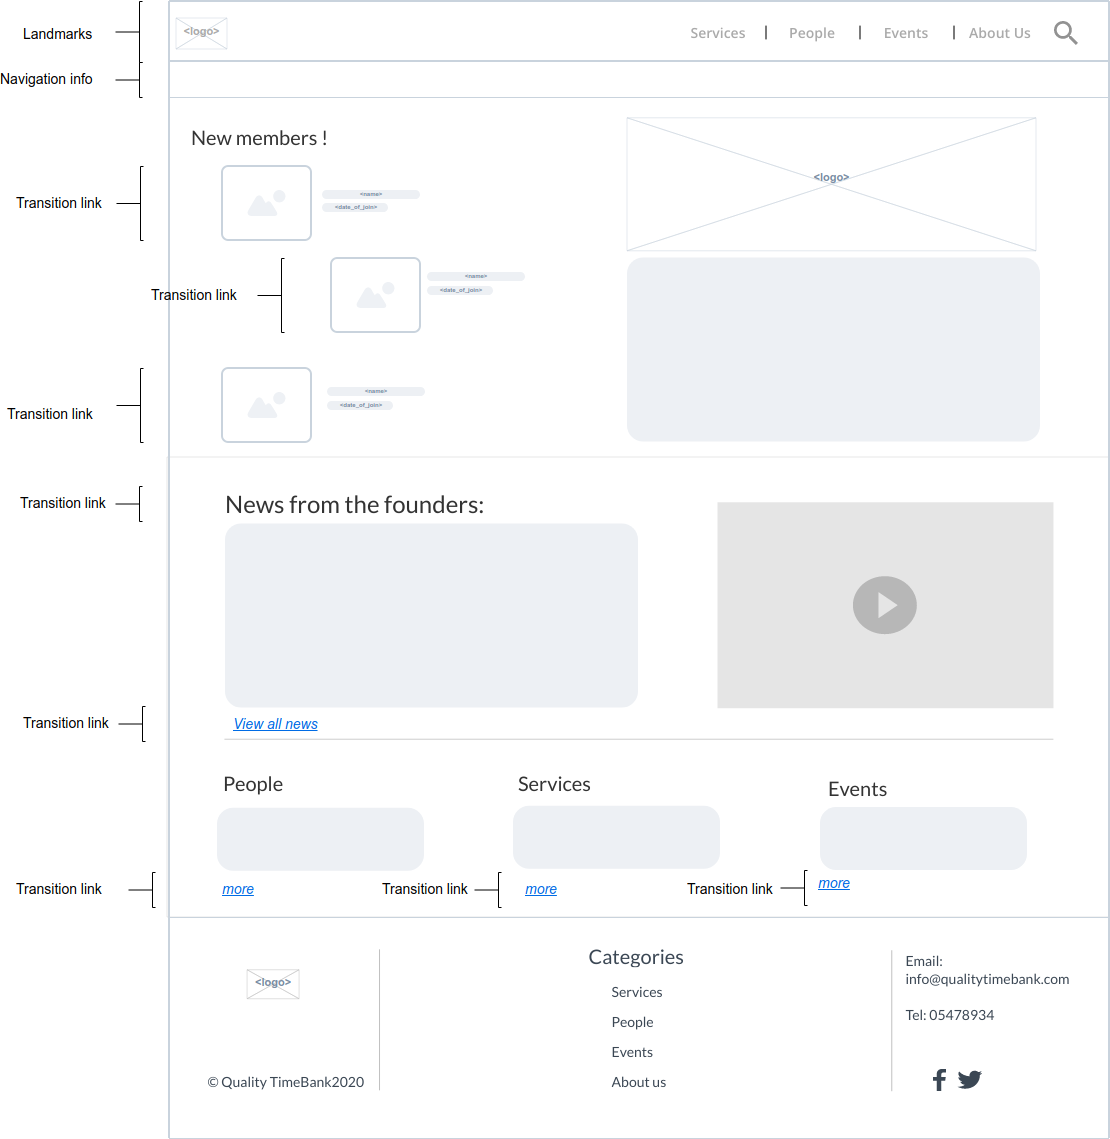 Landmarks
<logo>
Services
People
Events
About Us
Navigation info
New members !
<logo>
Transition link
<name>
<date_of_join>
Transition link
<name>
<date_of_join>
Transition link
<name>
<date_of_join>
Transition link
News from the founders:
Transition link
View all news
People
Services
Events
Transition link
more
Transition link
more
Transition link
more
<logo>
© Quality TimeBank2020
Categories
Services
People
Events
About us
Email:
info@qualitytimebank.com
Tel: 05478934